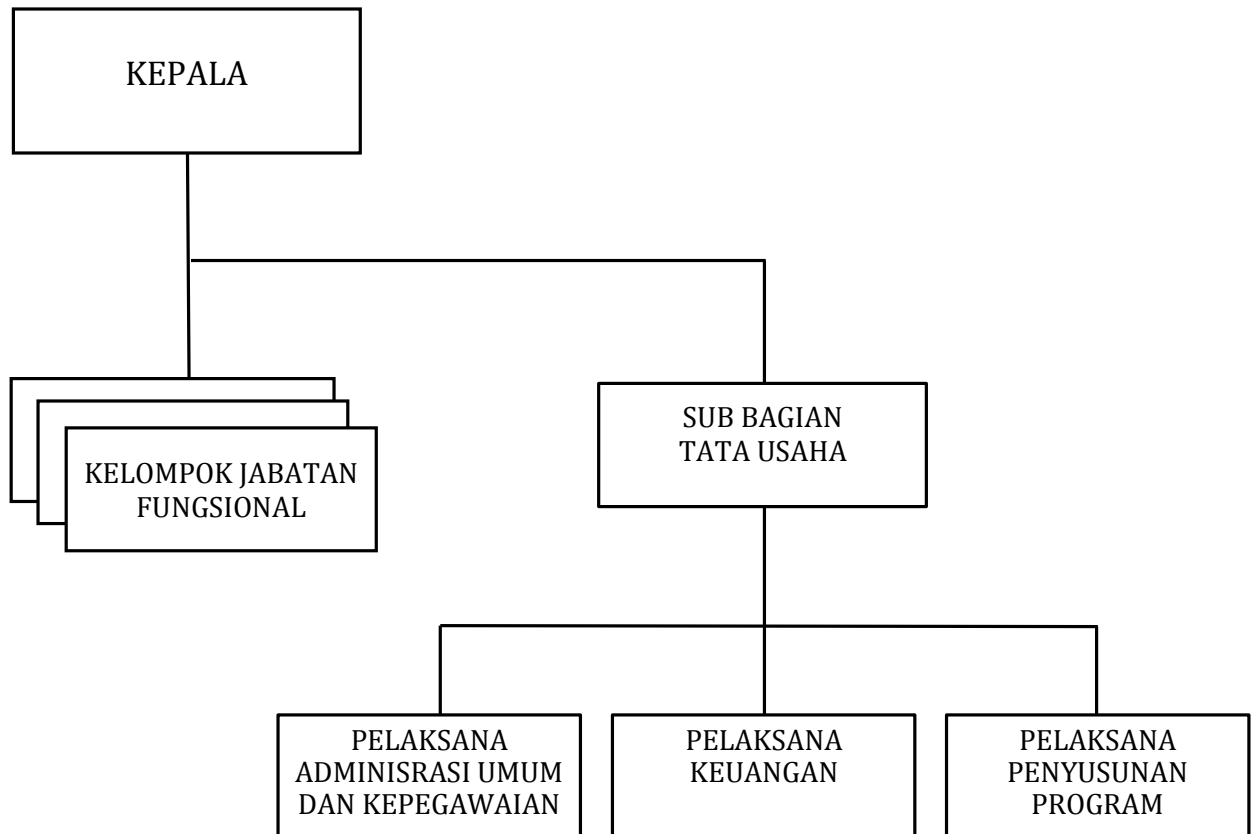 KEPALA
KELOMPOK JABATAN
FUNGSIONAL
SUB BAGIAN
TATA USAHA
PELAKSANA
ADMINISRASI UMUM
DAN KEPEGAWAIAN
PELAKSANA
KEUANGAN
PELAKSANA
PENYUSUNAN
PROGRAM